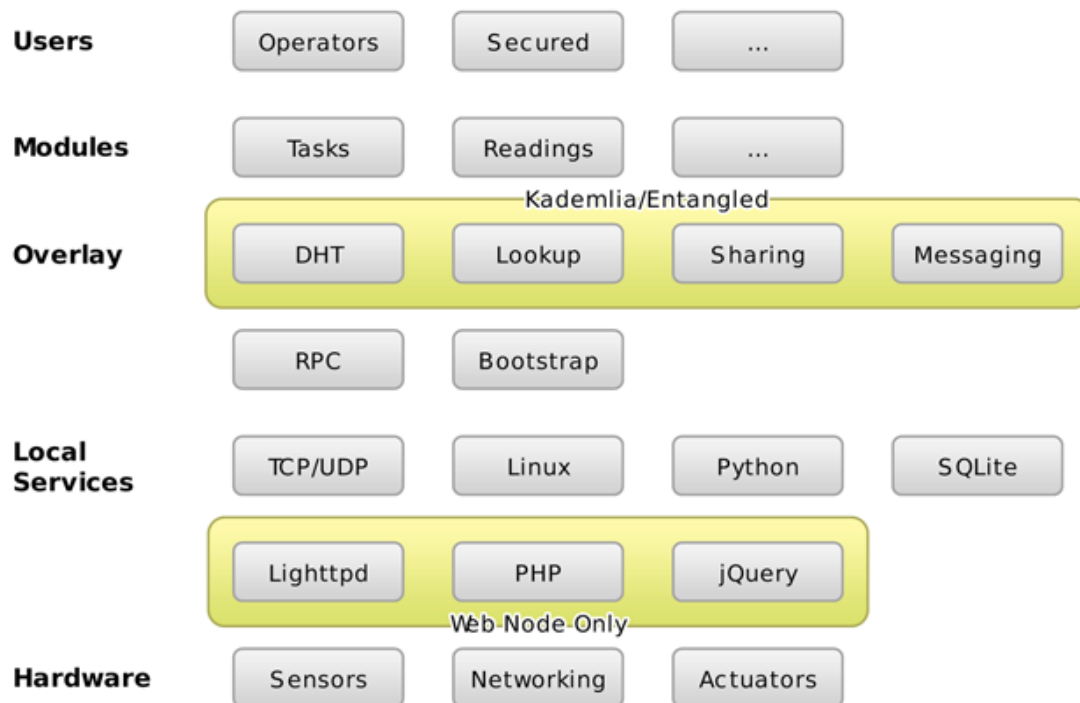 Users
Operators
Secured
...
Modules
Tasks
Readings
...
Kademlia/Entangled
Overlay
DHT
Lookup
Sharing
Messaging
RPC
Bootstrap
Local
Services
TCP/UDP
Linux
Python
SQLite
Lighttpd
PHP
jQuery
Web Node Only
Hardware
Sensors
Networking
Actuators